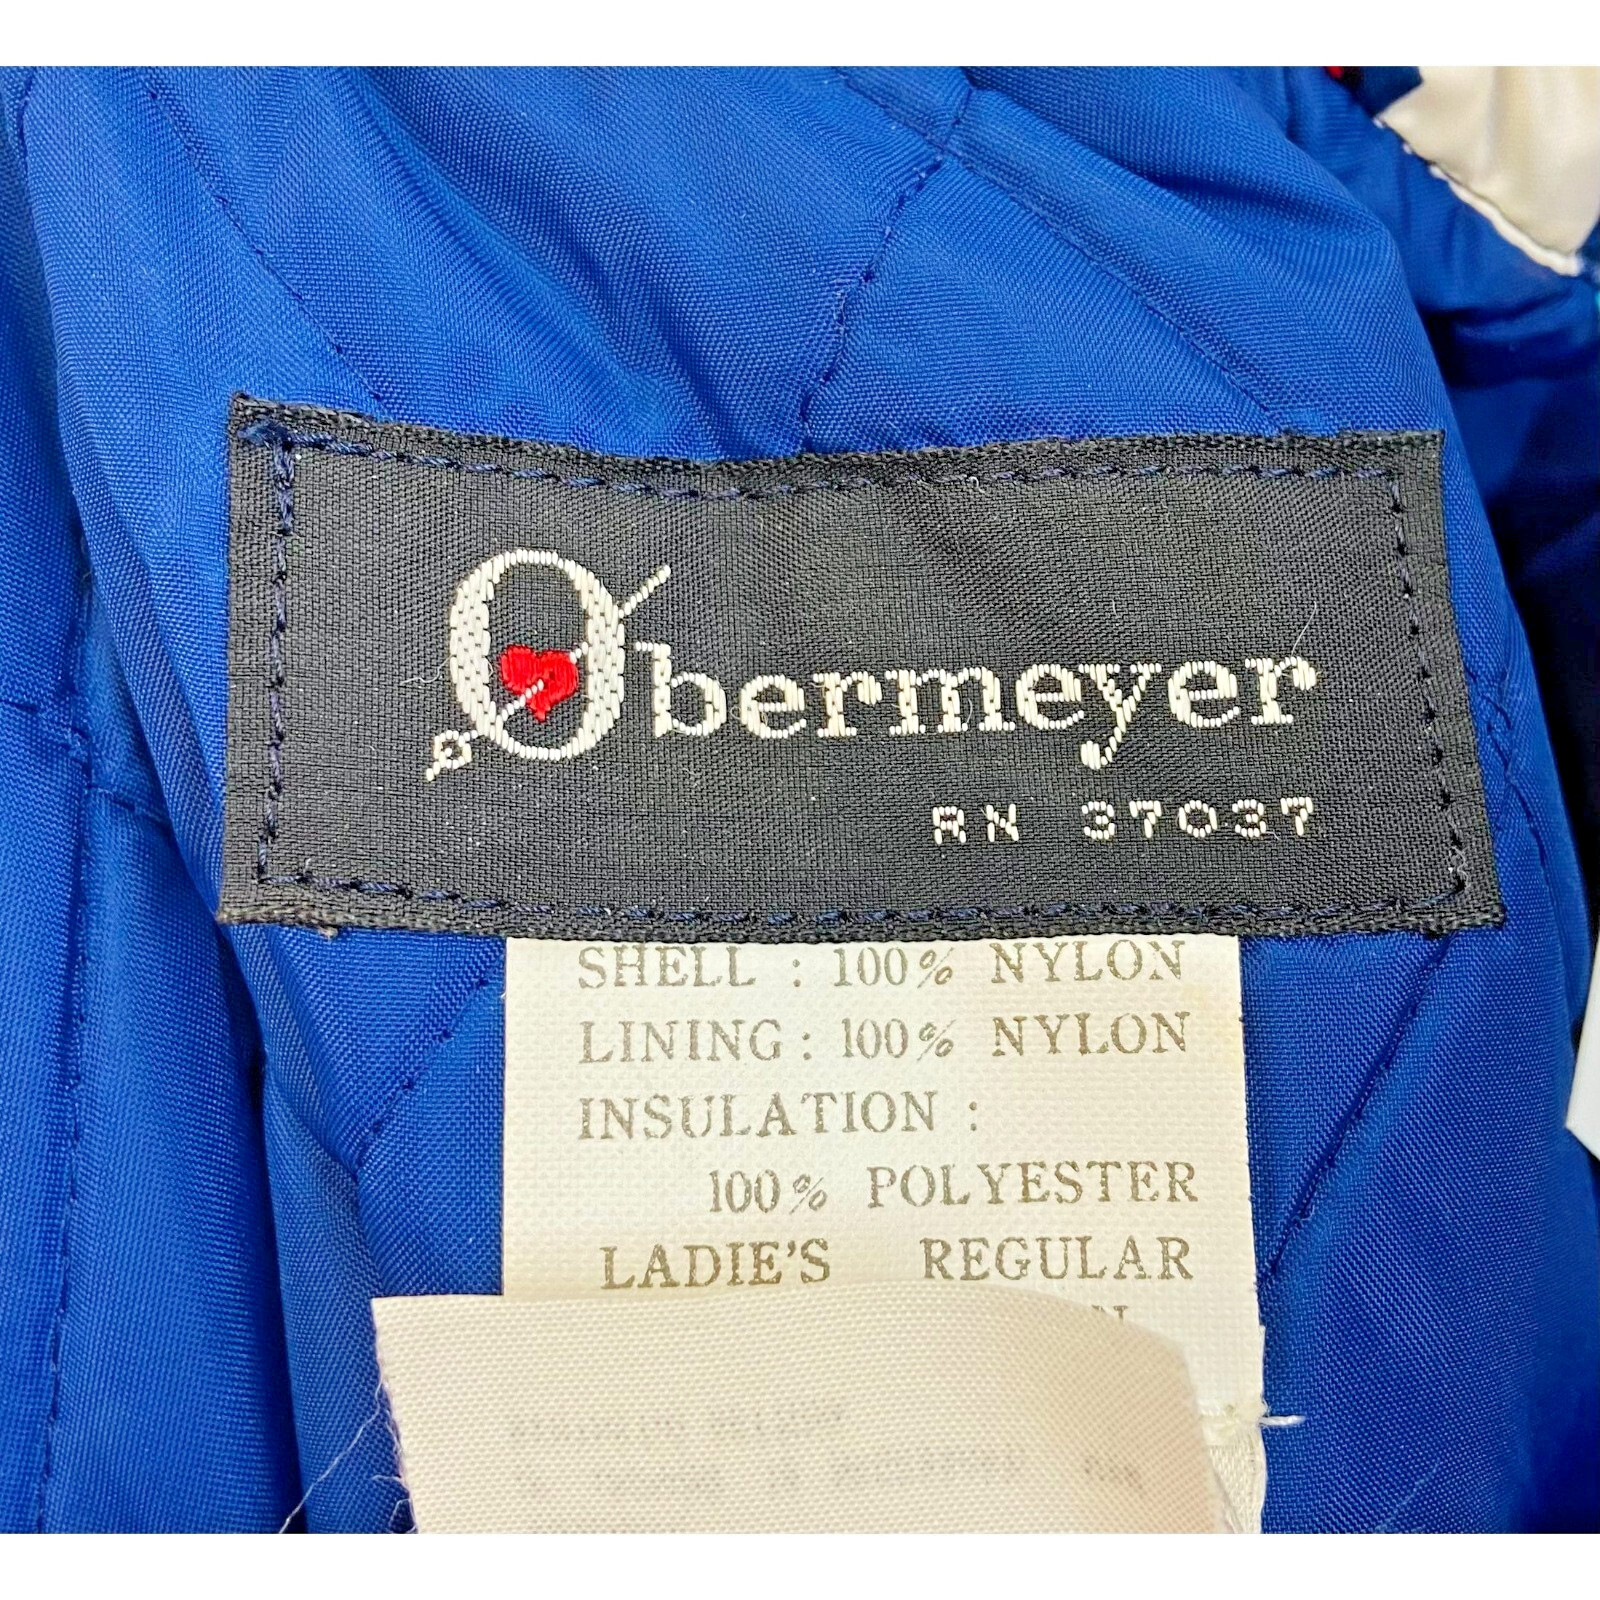 Obermeyer
RN 37037
SHELL : 100% NYLON
LINING : 100% NYLON
INSULATION :
100% POLYESTER
LADIE'S REGULAR